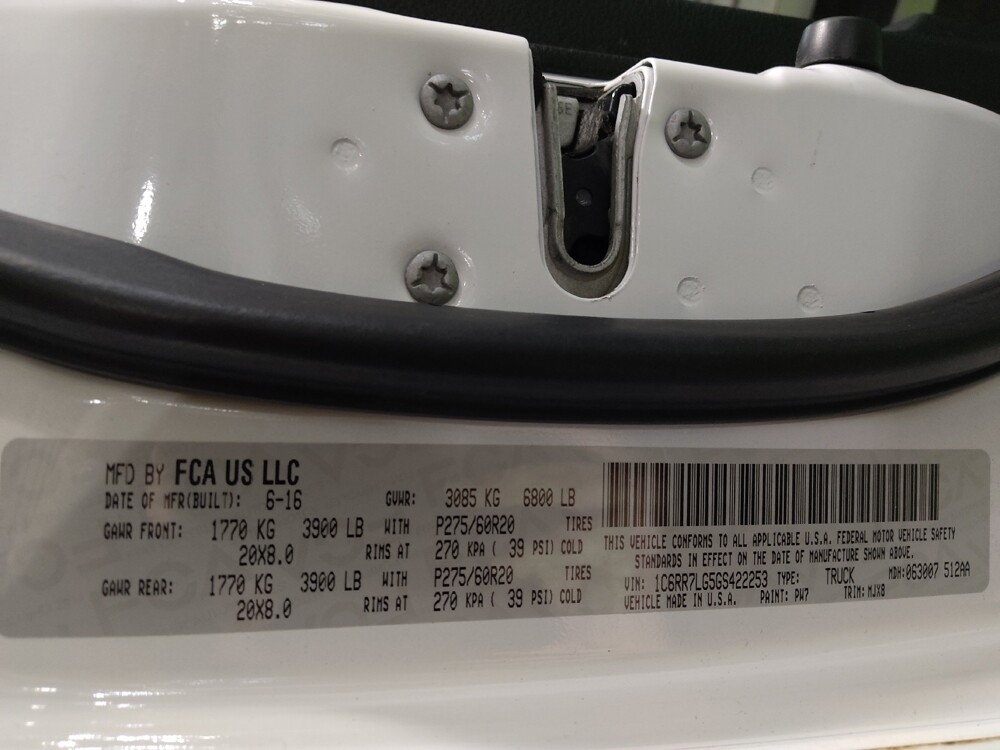 SE
MFD BY FCA US LLC
DATE OF MFR(BUILT): 6-16 GVWR: 3085 KG 6800 LB
GAWR FRONT: 1770 KG 3900 LB WITH P275/60R20 TIRES
20X8.0 RIMS AT 270 KPA ( 39 PSI) COLD
GAWR REAR: 1770 KG 3900 LB WITH P275/60R20 TIRES
20X8.0 RIMS AT 270 KPA ( 39 PSI) COLD
THIS VEHICLE CONFORMS TO ALL APPLICABLE U.S.A. FEDERAL MOTOR VEHICLE SAFETY
STANDARDS IN EFFECT ON THE DATE OF MANUFACTURE SHOWN ABOVE.
VIN: 1C6RR7LG5GS422253 TYPE: TRUCK MDH:063007 512AA
VEHICLE MADE IN U.S.A. PAINT: PW7 TRIM: MJX8